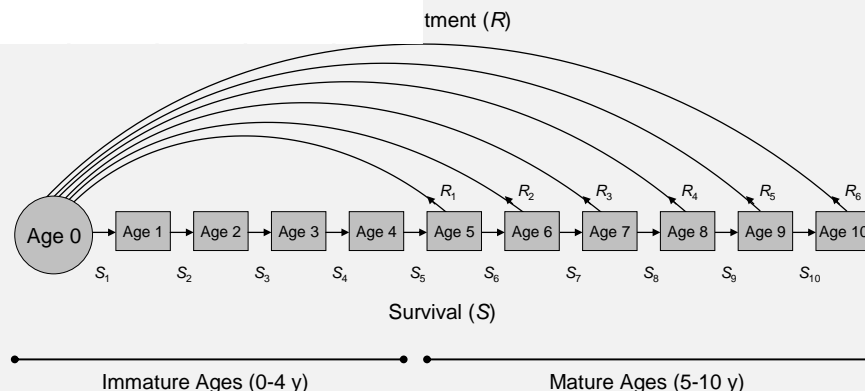 tment (R)
R1 R2 R3 R4 R5 R6
Age 0 Age 1 Age 2 Age 3 Age 4 Age 5 Age 6 Age 7 Age 8 Age 9 Age 10
S1 S2 S3 S4 S5 S6 S7 S8 S9 S10
Survival (S)
Immature Ages (0-4 y) Mature Ages (5-10 y)